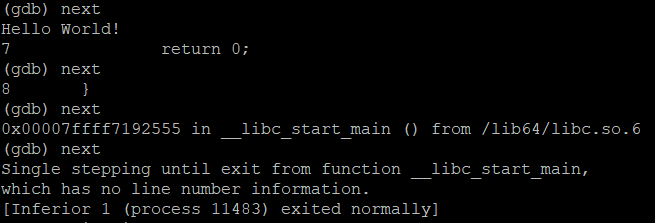 (gdb) next
Hello World!
7               return 0;
(gdb) next
8       }
(gdb) next
0x00007ffff7192555 in __libc_start_main () from /lib64/libc.so.6
(gdb) next
Single stepping until exit from function __libc_start_main,
which has no line number information.
[Inferior 1 (process 11483) exited normally]